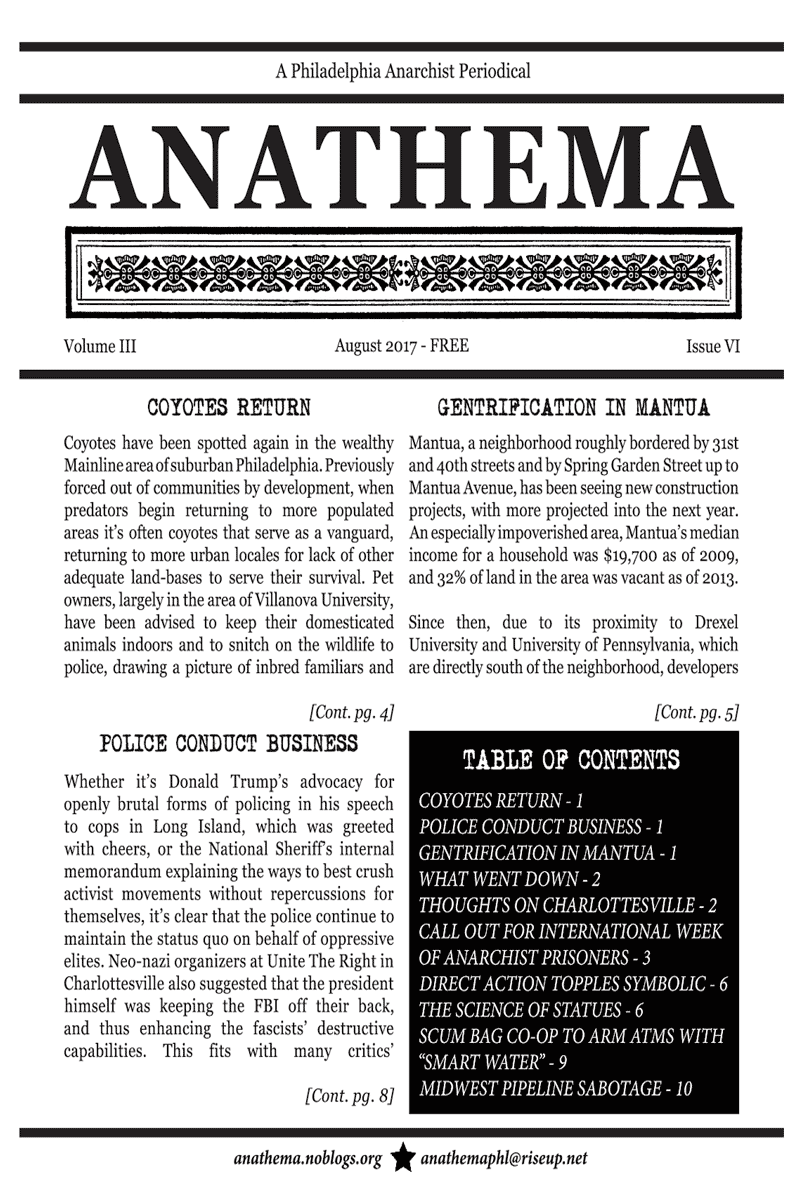 A Philadelphia Anarchist Periodical
ANATHEMA
Volume III
August 2017 - FREE
Issue VI
COYOTES RETURN
Coyotes have been spotted again in the wealthy
Mainline area of suburban Philadelphia. Previously
forced out of communities by development, when
predators begin returning to more populated
areas it's often coyotes that serve as a vanguard,
returning to more urban locales for lack of other
adequate land-bases to serve their survival. Pet
owners, largely in the area of Villanova University,
have been advised to keep their domesticated
animals indoors and to snitch on the wildlife to
police, drawing a picture of inbred familiars and
[Cont. pg. 4]
POLICE CONDUCT BUSINESS
Whether it's Donald Trump's advocacy for
openly brutal forms of policing in his speech
to cops in Long Island, which was greeted
with cheers, or the National Sheriff's internal
memorandum explaining the ways to best crush
activist movements without repercussions for
themselves, it's clear that the police continue to
maintain the status quo on behalf of oppressive
elites. Neo-nazi organizers at Unite The Right in
Charlottesville also suggested that the president
himself was keeping the FBI off their back,
and thus enhancing the fascists' destructive
capabilities. This fits with many critics'
[Cont. pg. 8]
GENTRIFICATION IN MANTUA
Mantua, a neighborhood roughly bordered by 31st
and 40th streets and by Spring Garden Street up to
Mantua Avenue, has been seeing new construction
projects, with more projected into the next year.
An especially impoverished area, Mantua's median
income for a household was $19,700 as of 2009,
and 32% of land in the area was vacant as of 2013.
Since then, due to its proximity to Drexel
University and University of Pennsylvania, which
are directly south of the neighborhood, developers
[Cont. pg. 5]
TABLE OF CONTENTS
COYOTES RETURN - 1
POLICE CONDUCT BUSINESS - 1
GENTRIFICATION IN MANTUA - 1
WHAT WENT DOWN - 2
THOUGHTS ON CHARLOTTESVILLE - 2
CALL OUT FOR INTERNATIONAL WEEK
OF ANARCHIST PRISONERS - 3
DIRECT ACTION TOPPLES SYMBOLIC - 6
THE SCIENCE OF STATUES - 6
SCUM BAG CO-OP TO ARM ATMS WITH
"SMART WATER" - 9
MIDWEST PIPELINE SABOTAGE - 10
anathema.noblogs.org
anathemaphl@riseup.net